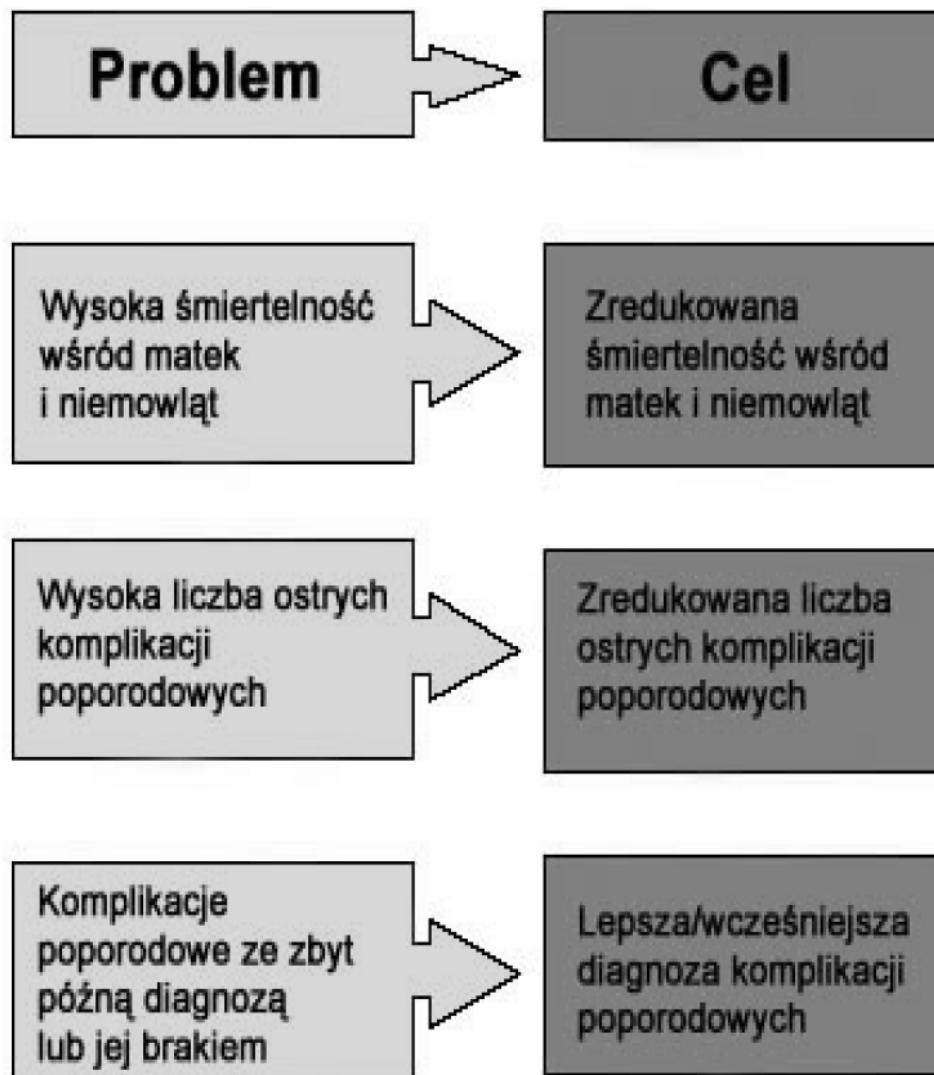 Problem
Cel
Wysoka śmiertelność
wśród matek
i niemowląt
Zredukowana
śmiertelność wśród
matek i niemowląt
Wysoka liczba ostrych
komplikacji
poporodowych
Zredukowana liczba
ostrych komplikacji
poporodowych
Komplikacje
poporodowe ze zbyt
późną diagnozą
lub jej brakiem
Lepsza/wcześniejsza
diagnoza komplikacji
poporodowych